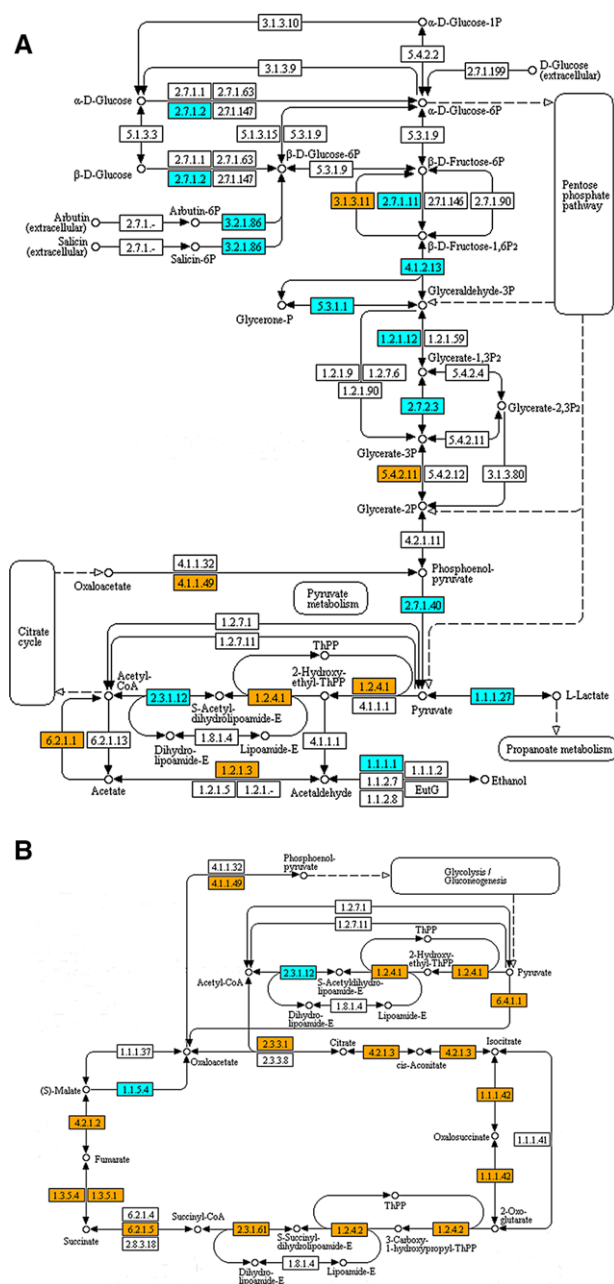 A
3.1.3.10
α-D-Glucose-1P
5.4.2.2
3.1.3.9
D-Glucose
(extracellular)
2.7.1.199
2.7.1.1 2.7.1.63
α-D-Glucose
2.7.1.2 2.7.1.147
α-D-Glucose-6P
5.1.3.3
5.1.3.15 5.3.1.9
5.3.1.9
Pentose
phosphate
pathway
2.7.1.1 2.7.1.63
β-D-Glucose-6P
β-D-Fructose-6P
β-D-Glucose
2.7.1.2 2.7.1.147
5.3.1.9
Arbutin
(extracellular)
2.7.1.-
Arbutin-6P
3.2.1.86
3.1.3.11 2.7.1.11 2.7.1.146 2.7.1.90
Salicin
(extracellular)
2.7.1.-
Salicin-6P
3.2.1.86
β-D-Fructose-1,6P2
4.1.2.13
Glyceraldehyde-3P
5.3.1.1
Glycerone-P
1.2.1.12 1.2.1.59
Glycerate-1,3P2
1.2.1.9 1.2.7.6
1.2.1.90
5.4.2.4
2.7.2.3
Glycerate-2,3P2
5.4.2.11
Glycerate-3P
5.4.2.11 5.4.2.12
3.1.3.80
Glycerate-2P
4.2.1.11
4.1.1.32
Oxaloacetate
4.1.1.49
Phosphoenol-
pyruvate
Pyruvate
metabolism
2.7.1.40
Citrate
cycle
1.2.7.1
1.2.7.11
ThPP
Acetyl-
CoA
2-Hydroxy-
ethyl-ThPP
2.3.1.12
1.2.4.1
1.2.4.1
S-Acetyl-
dihydrolipoamide-E
4.1.1.1
Pyruvate
1.1.1.27
L-Lactate
6.2.1.1 6.2.1.13
1.8.1.4
Dihydro-
lipoamide-E
Lipoamide-E
4.1.1.1
Propanoate metabolism
1.2.1.3
Acetate
1.2.1.5 1.2.1.-
Acetaldehyde
1.1.1.1
1.1.1.2
1.1.2.7
EutG
1.1.2.8
Ethanol
B
4.1.1.32
4.1.1.49
Phosphoenol-
pyruvate
Glycolysis /
Gluconeogenesis
1.2.7.1
1.2.7.11
ThPP
2-Hydroxy-
ethyl-ThPP
Acetyl-CoA
2.3.1.12
S-Acetyldihydro-
lipoamide-E
1.2.4.1
1.2.4.1
Pyruvate
1.8.1.4
Dihydro-
lipoamide-E
Lipoamide-E
6.4.1.1
1.1.1.37
Oxaloacetate
2.3.3.1
2.3.3.8
Citrate
4.2.1.3
cis-Aconitate
4.2.1.3
Isocitrate
(S)-Malate
1.1.5.4
1.1.1.42
4.2.1.2
Oxalosuccinate
1.1.1.41
Fumarate
1.1.1.42
1.3.5.4 1.3.5.1
ThPP
6.2.1.4
Succinyl-CoA
Succinate
6.2.1.5
2.8.3.18
2.3.1.61
S-Succinyl-
dihydrolipoamide-E
1.2.4.2
1.2.4.2
3-Carboxy-
1-hydroxypropyl-ThPP
2-Oxo-
glutarate
1.8.1.4
Dihydro-
lipoamide-E
Lipoamide-E